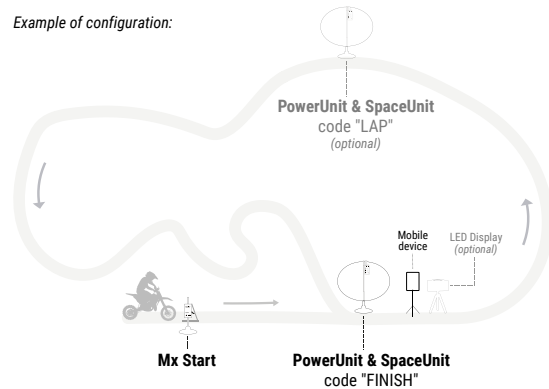 Example of configuration:
PowerUnit & SpaceUnit
code "LAP"
(optional)
Mobile
device
LED Display
(optional)
Mx Start
PowerUnit & SpaceUnit
code "FINISH"